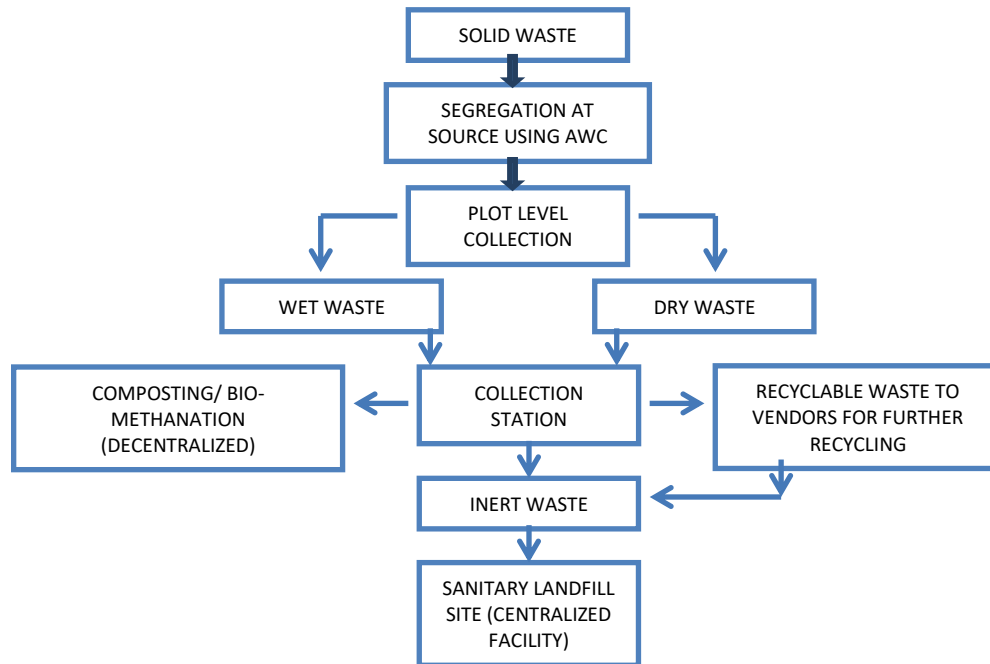 SOLID WASTE
SEGREGATION AT
SOURCE USING AWC
PLOT LEVEL
COLLECTION
WET WASTE
DRY WASTE
COMPOSTING/ BIO-
METHANATION
(DECENTRALIZED)
COLLECTION
STATION
RECYCLABLE WASTE TO
VENDORS FOR FURTHER
RECYCLING
INERT WASTE
SANITARY LANDFILL
SITE (CENTRALIZED
FACILITY)